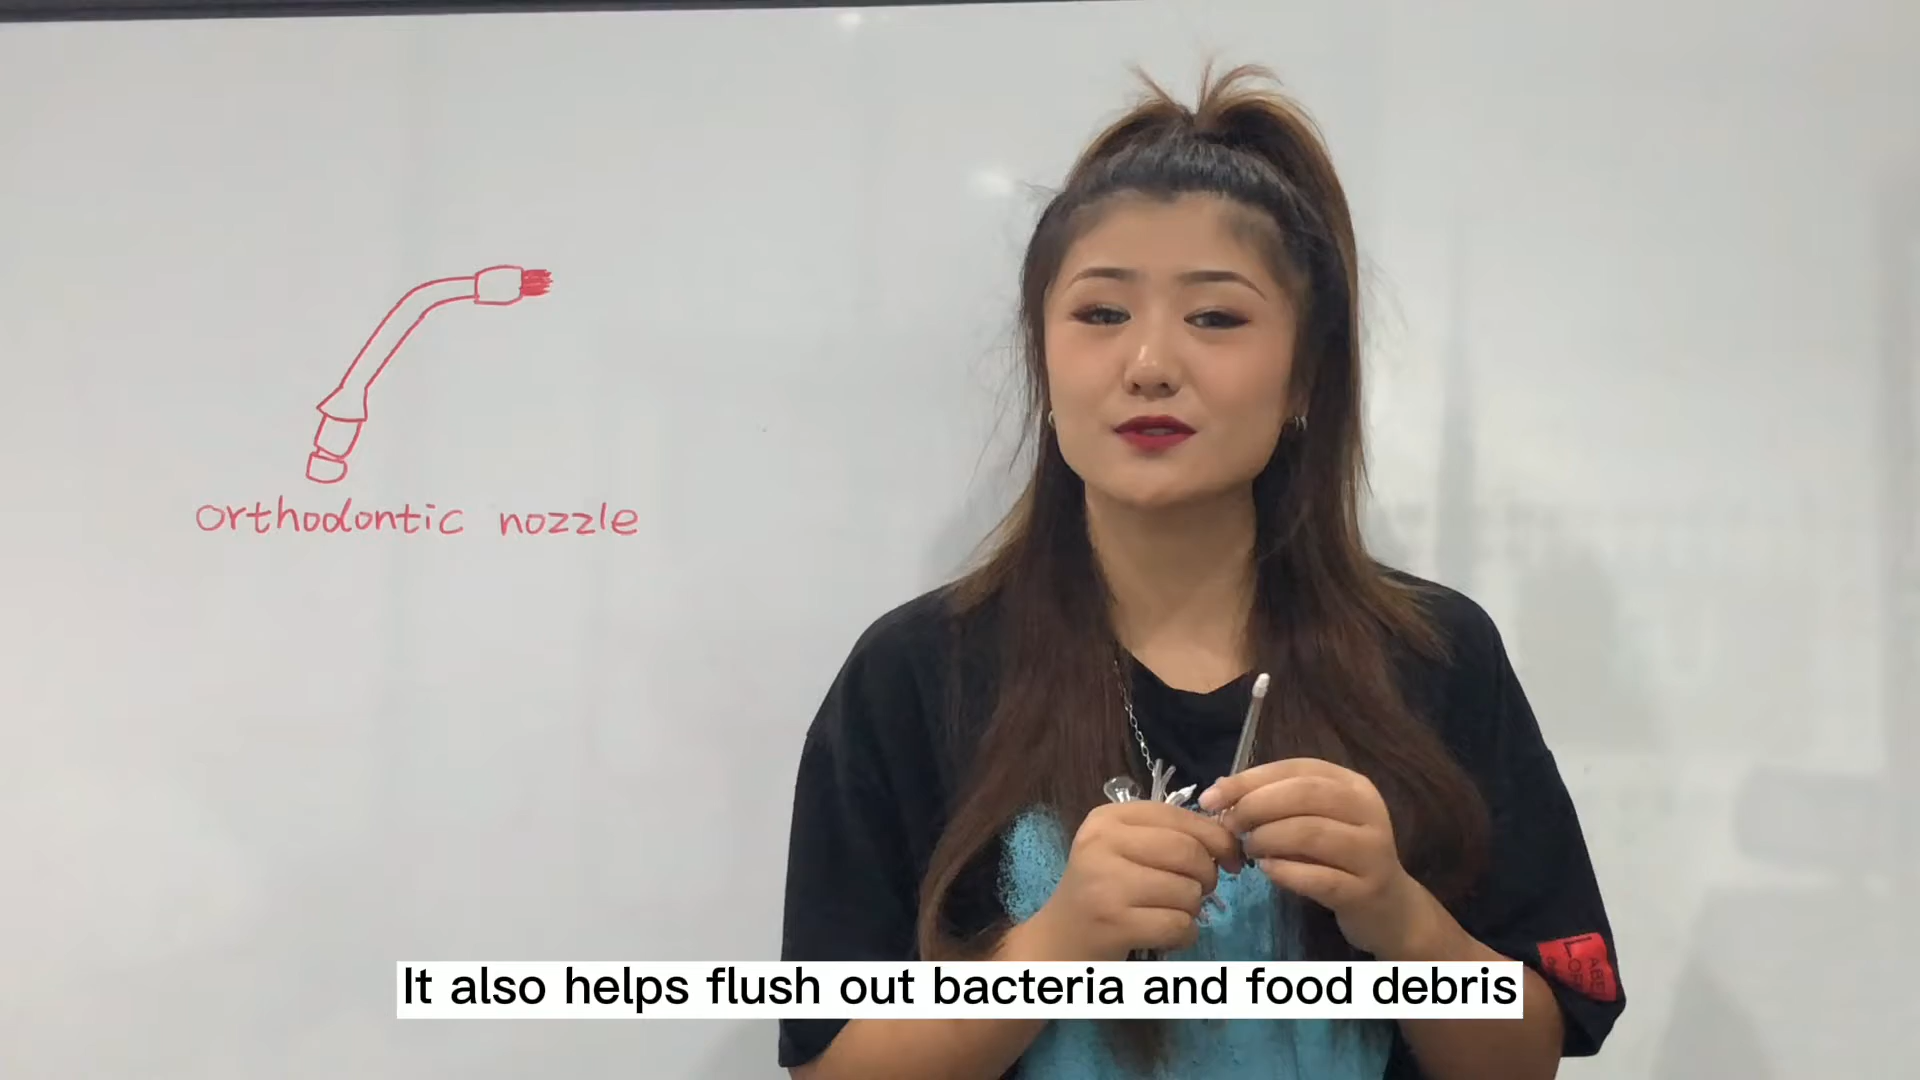 orthodontic nozzle
It also helps flush out bacteria and food debris